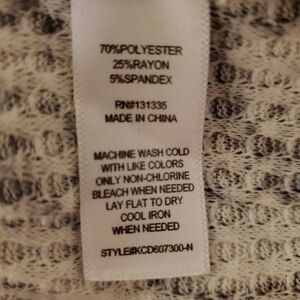 70%POLYESTER
25%RAYON
5%SPANDEX
RN#131335
MADE IN CHINA
MACHINE WASH COLD
WITH LIKE COLORS
ONLY NON-CHLORINE
BLEACH WHEN NEEDED
LAY FLAT TO DRY
COOL IRON
WHEN NEEDED
STYLE#KCD607300-N